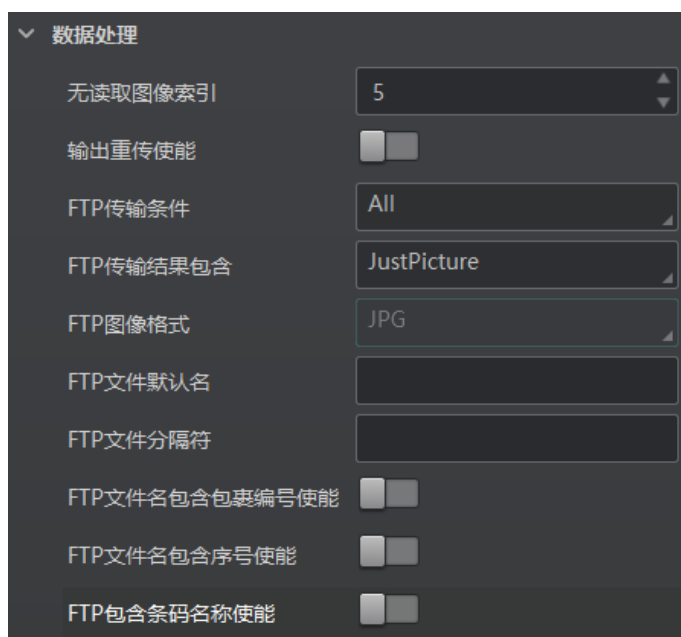 数据处理
无读取图像索引 5
输出重传使能
FTP传输条件 All
FTP传输结果包含 JustPicture
FTP图像格式 JPG
FTP文件默认名
FTP文件分隔符
FTP文件名包含包裹编号使能
FTP文件名包含序号使能
FTP包含条码名称使能